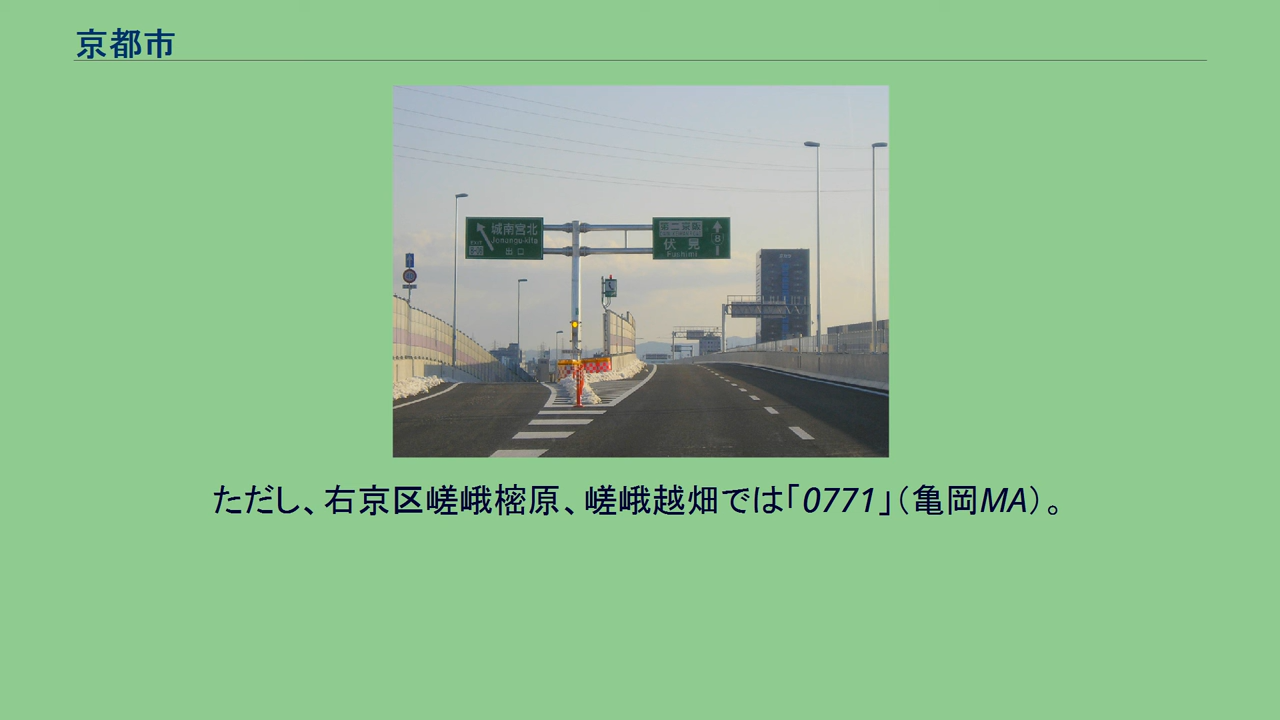 京都市
城南宮北
Jonangu-kita
出口
第二京阪
伏見
Fushimi
8
ただし、右京区嵯峨樒原、嵯峨越畑では「0771」（亀岡MA）。